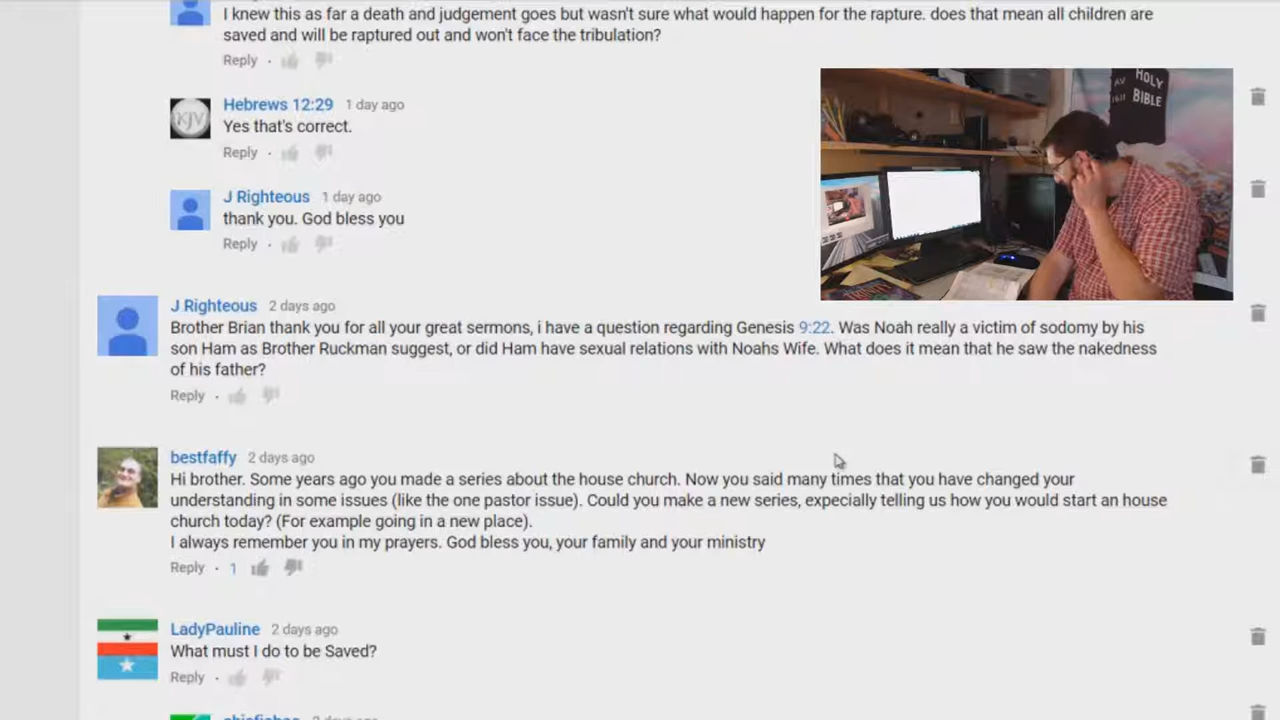 I knew this as far a death and judgement goes but wasn't sure what would happen for the rapture. does that mean all children are
saved and will be raptured out and won't face the tribulation?
Reply
Hebrews 12:29 1 day ago
Yes that's correct.
Reply
KJV
J Righteous 1 day ago
thank you. God bless you
Reply
AV HOLY
1611 BIBLE
J Righteous 2 days ago
Brother Brian thank you for all your great sermons, i have a question regarding Genesis 9:22. Was Noah really a victim of sodomy by his
son Ham as Brother Ruckman suggest, or did Ham have sexual relations with Noahs Wife. What does it mean that he saw the nakedness
of his father?
Reply
bestfaffy 2 days ago
Hi brother. Some years ago you made a series about the house church. Now you said many times that you have changed your
understanding in some issues (like the one pastor issue). Could you make a new series, especially telling us how you would start an house
church today? (For example going in a new place).
I always remember you in my prayers. God bless you, your family and your ministry
Reply · 1
LadyPauline 2 days ago
What must I do to be Saved?
Reply